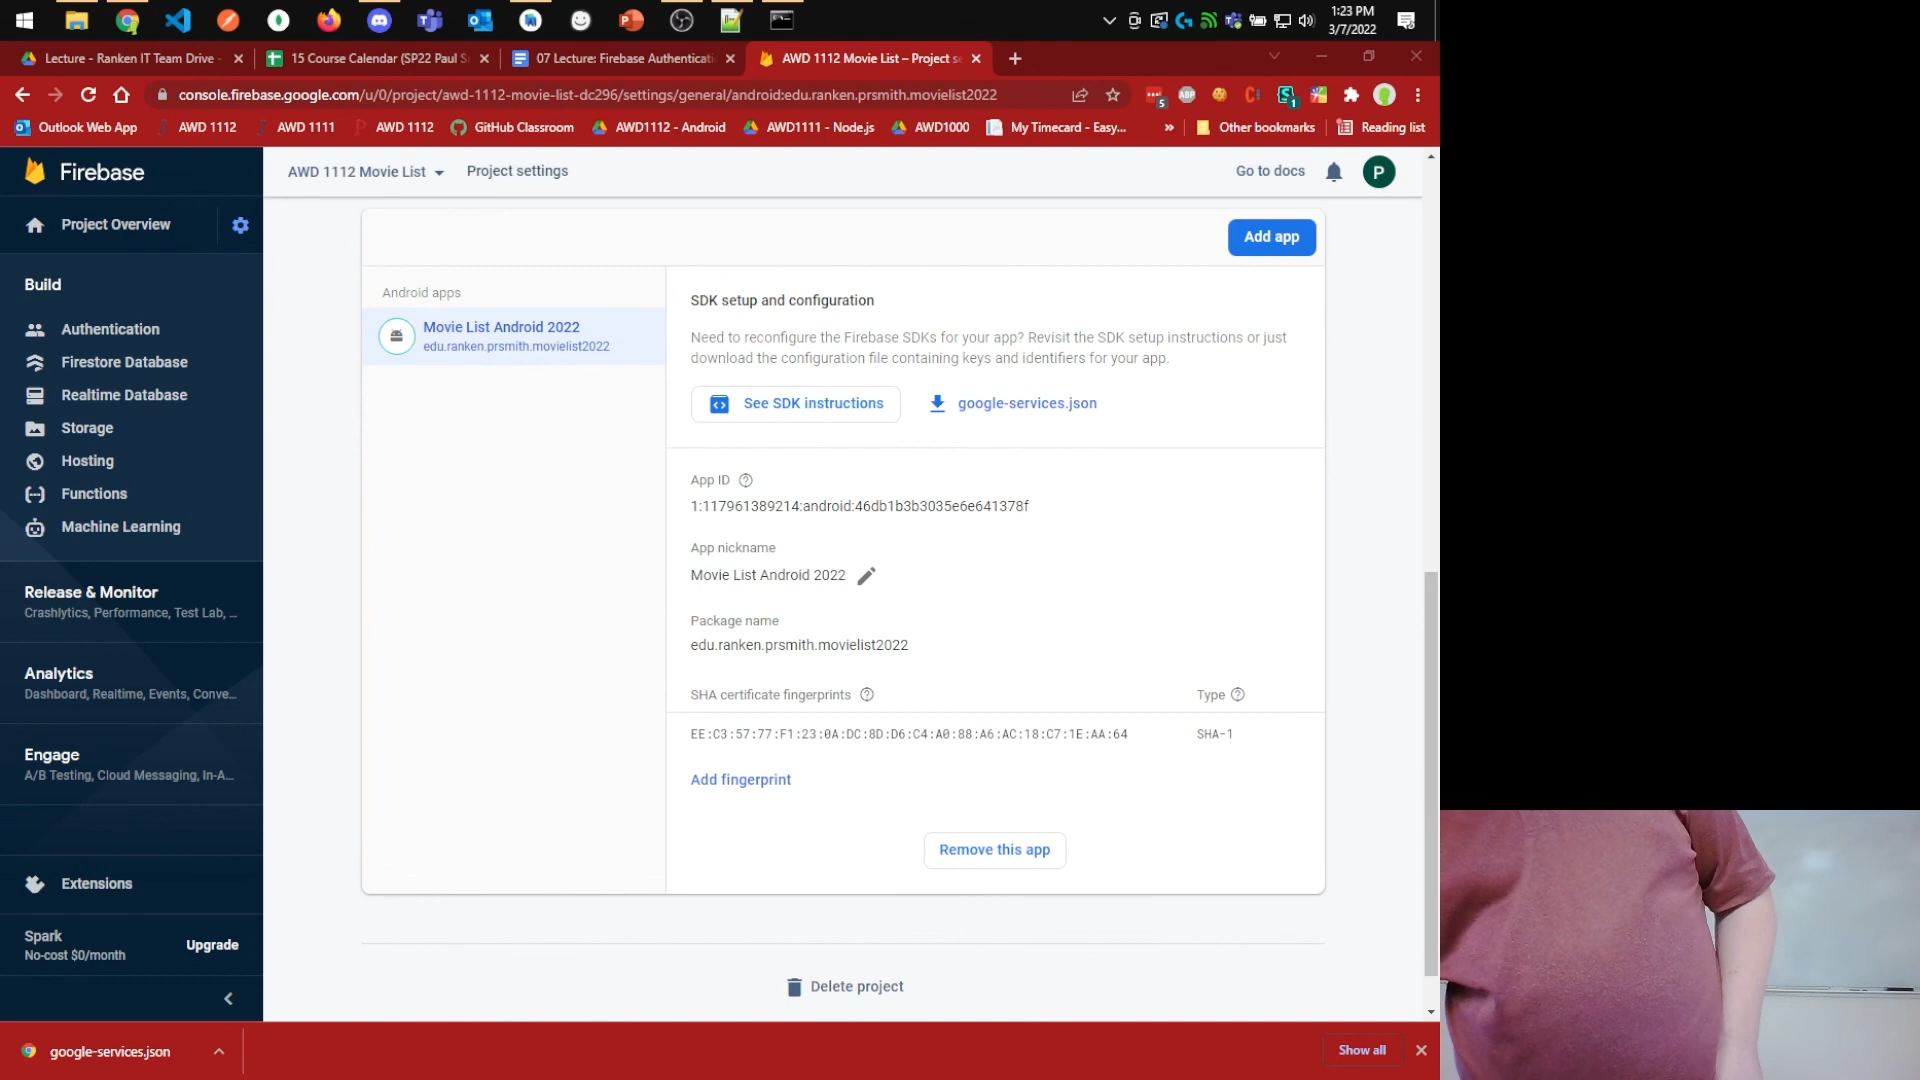 1:23 PM
3/7/2022
Lecture - Ranken IT Team Drive -
15 Course Calendar (SP22 Paul S
07 Lecture: Firebase Authenticati
AWD 1112 Movie List – Project se
console.firebase.google.com/u/0/project/awd-1112-movie-list-dc296/settings/general/android:edu.ranken.prsmith.movielist2022
5
ABP
1
Outlook Web App
AWD 1112
AWD 1111
AWD 1112
GitHub Classroom
AWD1112 - Android
AWD1111 - Node.js
AWD1000
My Timecard - Easy...
»
Other bookmarks
Reading list
Firebase
AWD 1112 Movie List
Project settings
Go to docs
P
Project Overview
Build
Authentication
Firestore Database
Realtime Database
Storage
Hosting
Functions
Machine Learning
Release & Monitor
Crashlytics, Performance, Test Lab, ...
Analytics
Dashboard, Realtime, Events, Conve...
Engage
A/B Testing, Cloud Messaging, In-A...
Extensions
Spark
No-cost $0/month
Upgrade
Add app
Android apps
Movie List Android 2022
edu.ranken.prsmith.movielist2022
SDK setup and configuration
Need to reconfigure the Firebase SDKs for your app? Revisit the SDK setup instructions or just
download the configuration file containing keys and identifiers for your app.
See SDK instructions
google-services.json
App ID
1:117961389214:android:46db1b3b3035e6e641378f
App nickname
Movie List Android 2022
Package name
edu.ranken.prsmith.movielist2022
SHA certificate fingerprints
Type
EE:C3:57:77:F1:23:0A:DC:8D:D6:C4:A0:88:A6:AC:18:C7:1E:AA:64
SHA-1
Add fingerprint
Remove this app
Delete project
google-services.json
Show all